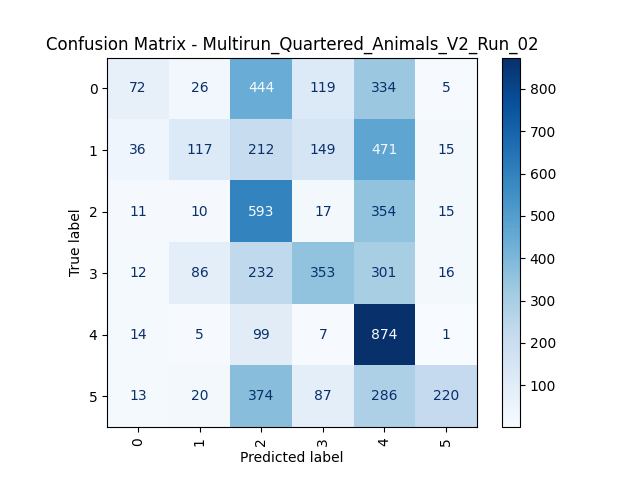 Confusion Matrix - Multirun_Quartered_Animals_V2_Run_02
True label
0 72 26 444 119 334 5
1 36 117 212 149 471 15
2 11 10 593 17 354 15
3 12 86 232 353 301 16
4 14 5 99 7 874 1
5 13 20 374 87 286 220
0 1 2 3 4 5
Predicted label
800
700
600
500
400
300
200
100